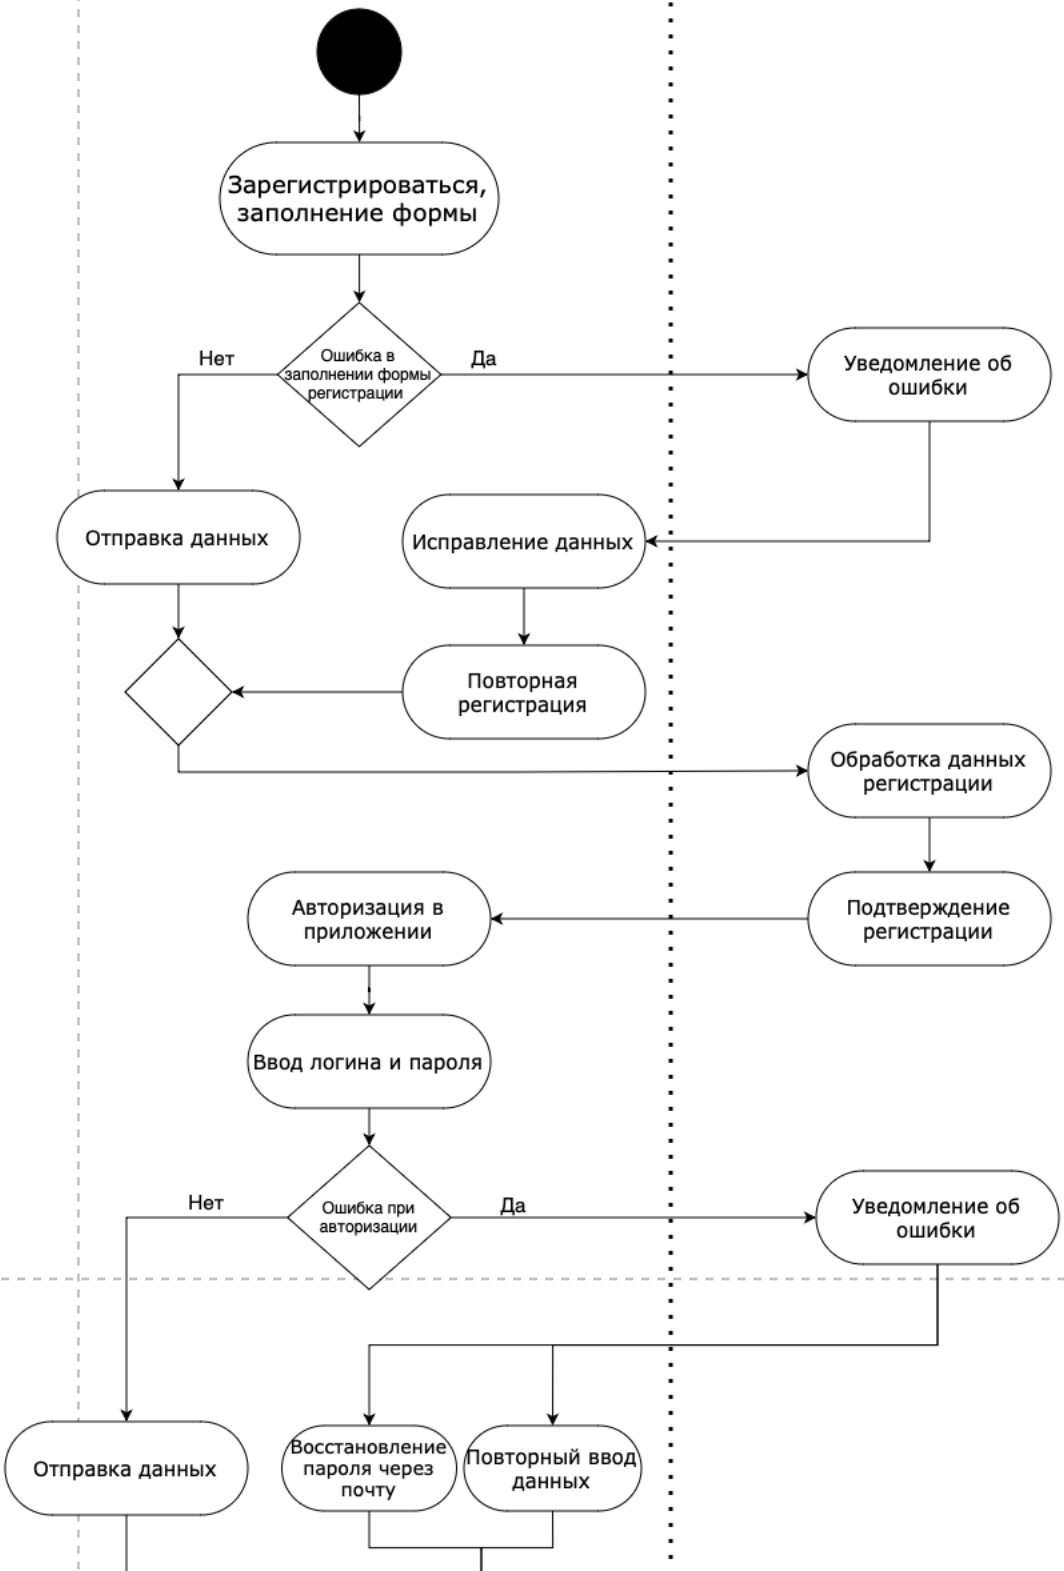 Зарегистрироваться,
заполнение формы
Нет
Ошибка в
заполнении формы
регистрации
Да
Уведомление об
ошибки
Отправка данных
Исправление данных
Повторная
регистрация
Обработка данных
регистрации
Авторизация в
приложении
Подтверждение
регистрации
Ввод логина и пароля
Нет
Ошибка при
авторизации
Да
Уведомление об
ошибки
Отправка данных
Восстановление
пароля через
почту
Повторный ввод
данных